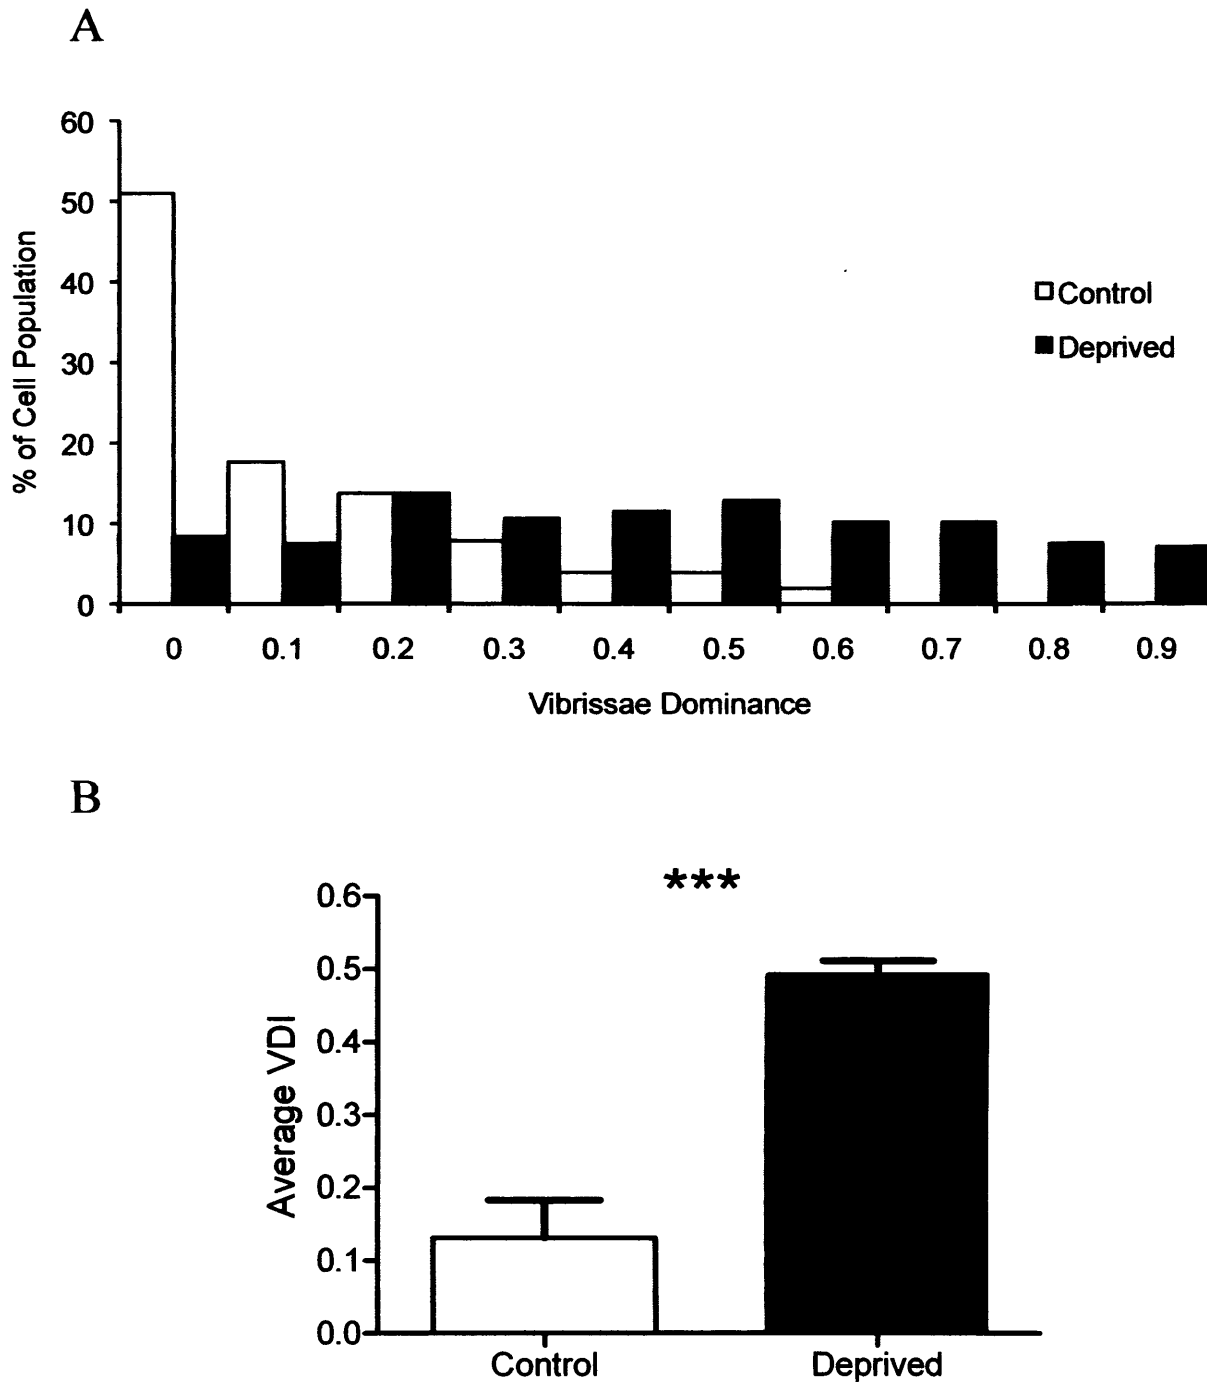 A
60
50
40
30
20
10
0
% of Cell Population
Control
Deprived
0 0.1 0.2 0.3 0.4 0.5 0.6 0.7 0.8 0.9
Vibrissae Dominance
B
***
0.6
0.5
0.4
0.3
0.2
0.1
0.0
Average VDI
Control Deprived